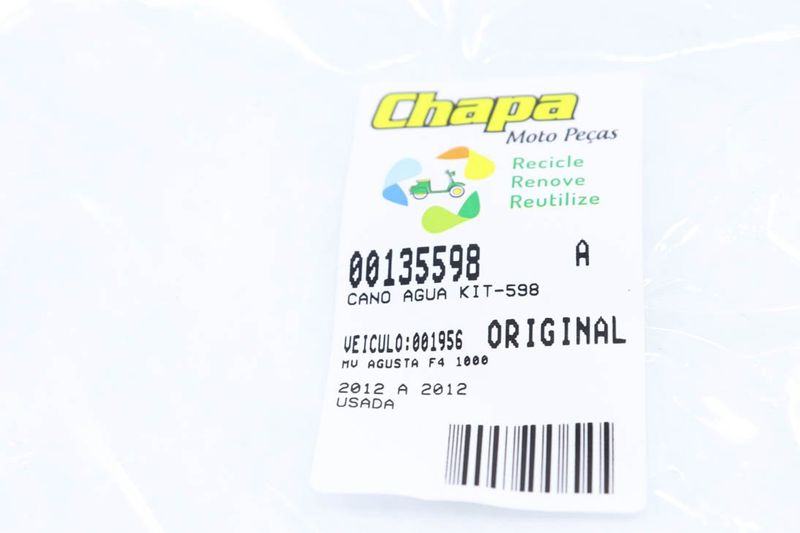 Chapa
Moto Peças
Recicle
Renove
Reutilize
00135598 A
CANO AGUA KIT-598
VEICULO:001956 ORIGINAL
MV AGUSTA F4 1000
2012 A 2012
USADA